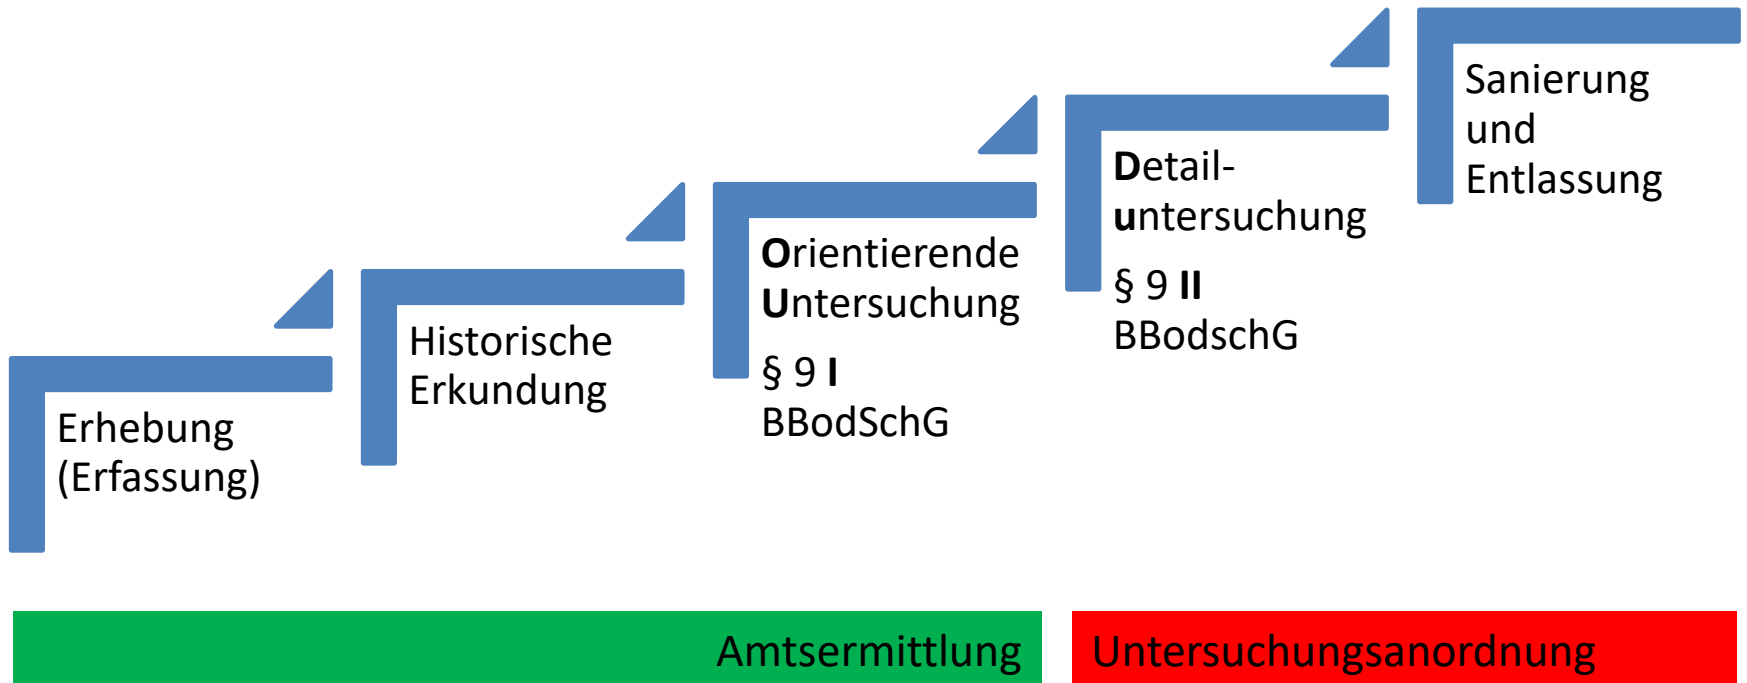 Erhebung
(Erfassung)
Historische
Erkundung
Orientierende
Untersuchung
§ 9 I
BBodSchG
Detail-
untersuchung
§ 9 II
BBodschG
Sanierung
und
Entlassung
Amtsermittlung
Untersuchungsanordnung